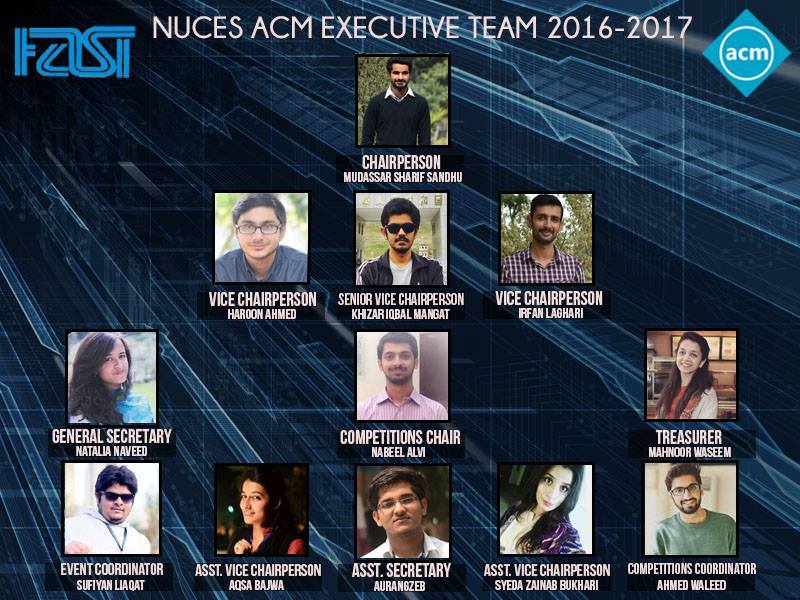 FAST
NUCES ACM EXECUTIVE TEAM 2016-2017
acm
CHAIRPERSON
MUDASSAR SHARIF SANDHU
VICE CHAIRPERSON
HAROON AHMED
SENIOR VICE CHAIRPERSON
KHIZAR IQBAL MANGAT
VICE CHAIRPERSON
IRFAN LAGHARI
GENERAL SECRETARY
NATALIA NAVEED
COMPETITIONS CHAIR
NABEEL ALVI
TREASURER
MAHNOOR WASEEM
EVENT COORDINATOR
SUFIYAN LIAQAT
ASST. VICE CHAIRPERSON
AQSA BAJWA
ASST. SECRETARY
AURANGZEB
ASST. VICE CHAIRPERSON
SYEDA ZAINAB BUKHARI
COMPETITIONS COORDINATOR
AHMED WALEED